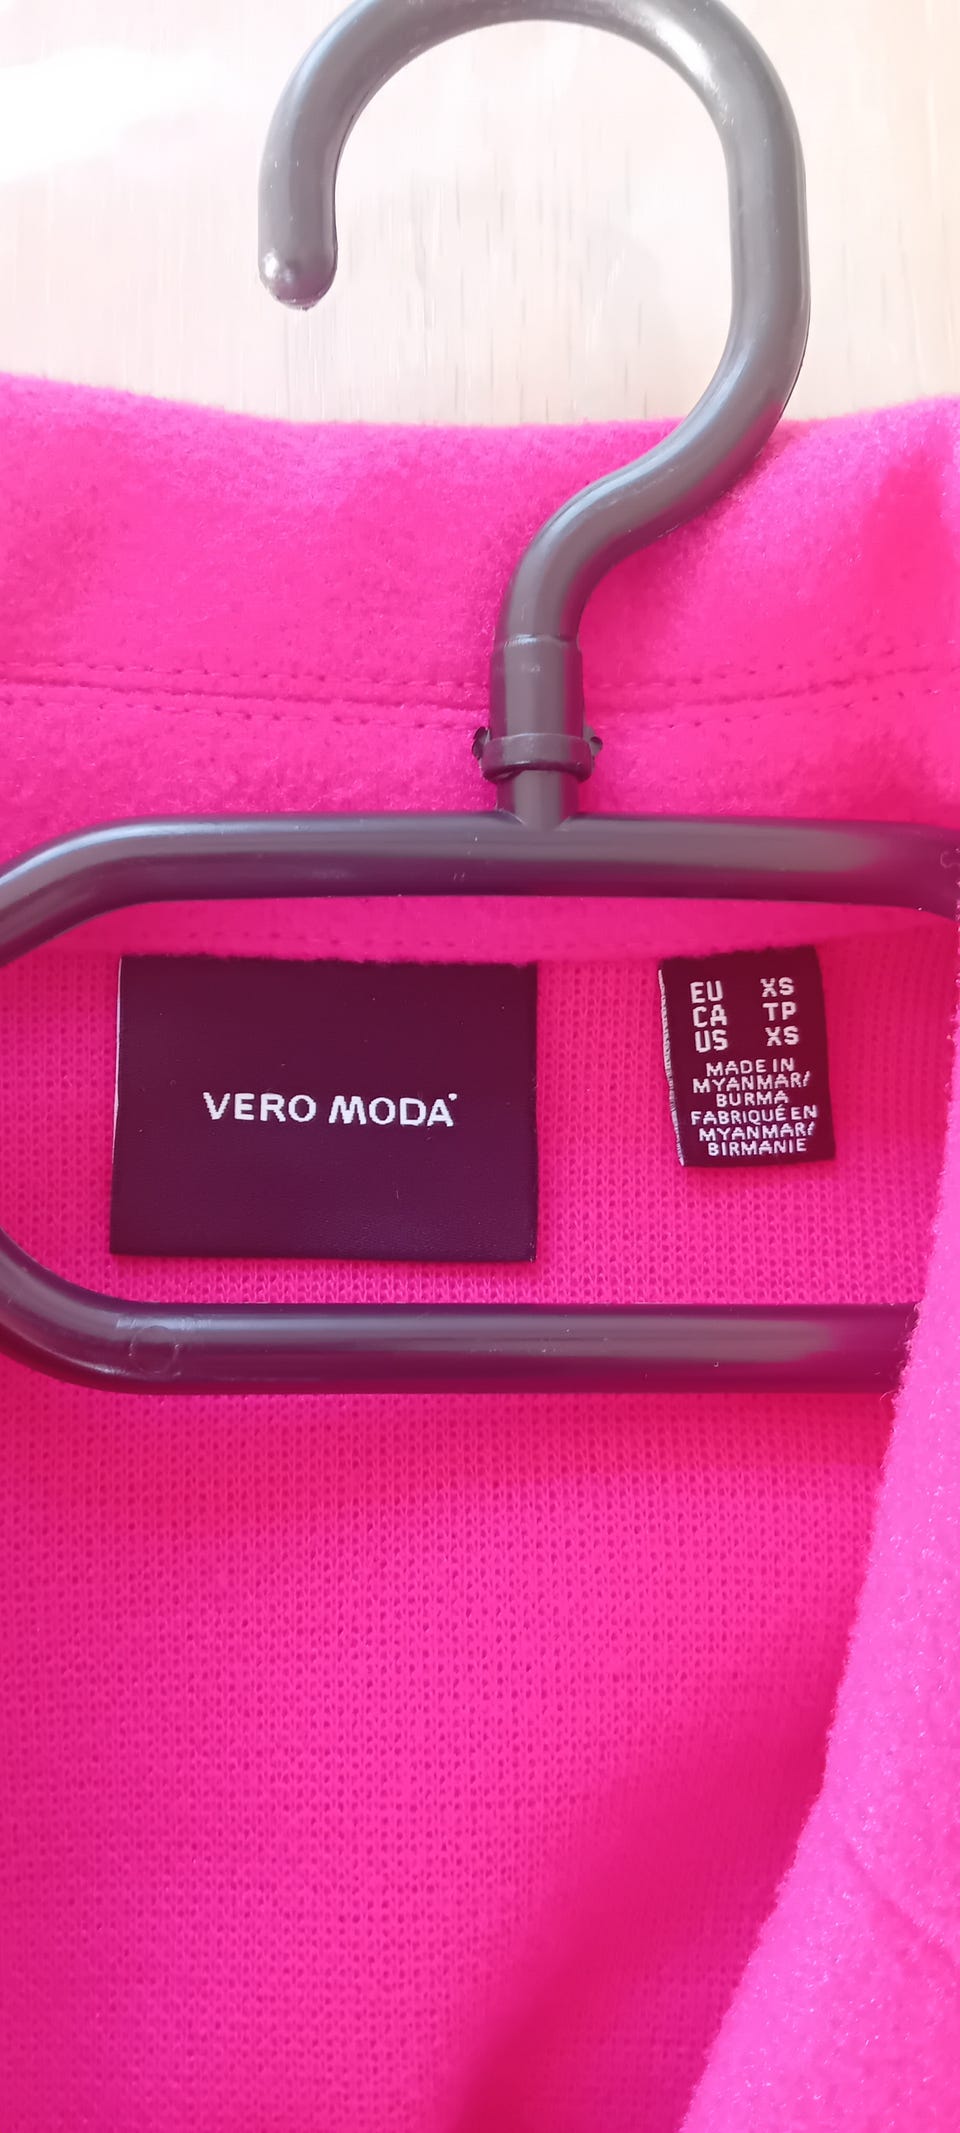 VERO MODA
EU XS
CA TP
US XS
MADE IN
MYANMAR/
BURMA
FABRIQUÉ EN
MYANMAR/
BIRMANIE